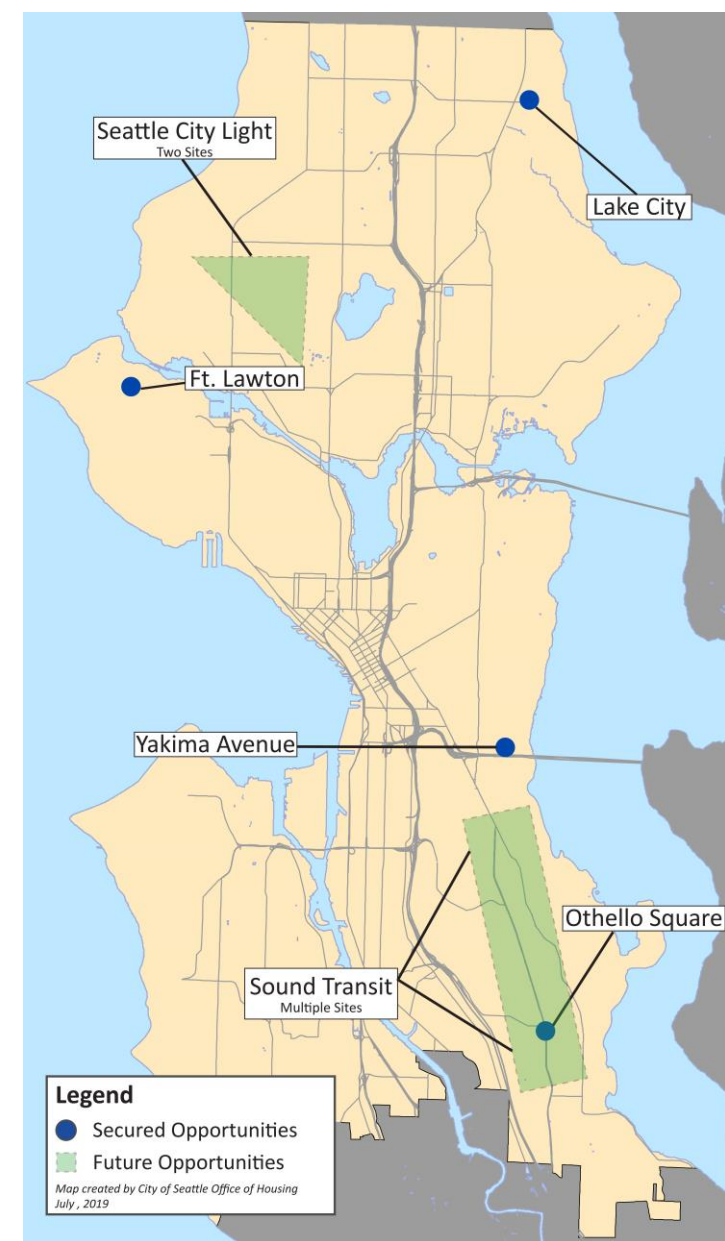 Seattle City Light
Two Sites
Lake City
Ft. Lawton
Yakima Avenue
Othello Square
Sound Transit
Multiple Sites
Legend
Secured Opportunities
Future Opportunities
Map created by City of Seattle Office of Housing
July , 2019